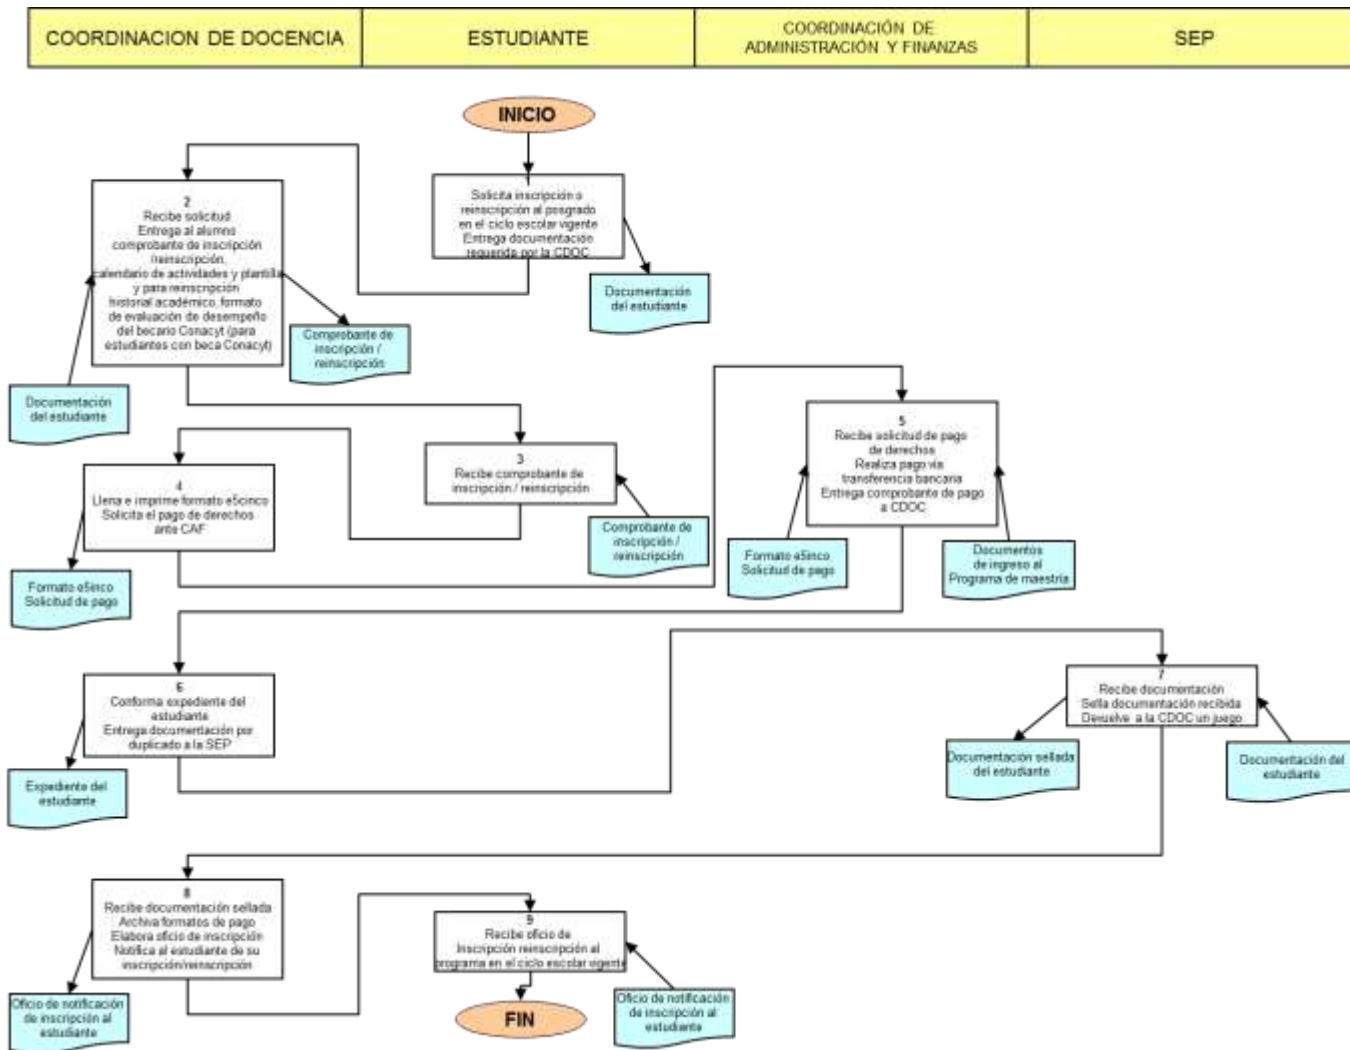 COORDINACION DE DOCENCIA
ESTUDIANTE
COORDINACIÓN DE
ADMINISTRACIÓN Y FINANZAS
SEP
INICIO
1
Solicita inscripción o
reinscripción al posgrado
en el ciclo escolar vigente
Entrega documentación
requerida por la CDOC
Documentación
del estudiante
2
Recibe solicitud
Entrega al alumno
comprobante de inscripción
/reinscripción,
calendario de actividades y plantilla
y para reinscripción
historial académico, formato
de evaluación de desempeño
del becario Conacyt (para
estudiantes con beca Conacyt)
Comprobante de
inscripción /
reinscripción
Documentación
del estudiante
3
Recibe comprobante de
inscripción / reinscripción
Comprobante de
inscripción /
reinscripción
4
Llena e imprime formato e5cinco
Solicita el pago de derechos
ante CAF
Formato e5inco
Solicitud de pago
5
Recibe solicitud de pago
de derechos
Realiza pago vía
transferencia bancaria
Entrega comprobante de pago
a CDOC
Formato e5inco
Solicitud de pago
Documentos
de ingreso al
Programa de maestría
6
Conforma expediente del
estudiante
Entrega documentación por
duplicado a la SEP
Expediente del
estudiante
7
Recibe documentación
Sella documentación recibida
Devuelve a la CDOC un juego
Documentación sellada
del estudiante
Documentación del
estudiante
8
Recibe documentación sellada
Archiva formatos de pago
Elabora oficio de inscripción
Notifica al estudiante de su
inscripción/reinscripción
Oficio de notificación
de inscripción al
estudiante
9
Recibe oficio de
Inscripción reinscripción al
programa en el ciclo escolar vigente
Oficio de notificación
de inscripción al
estudiante
FIN